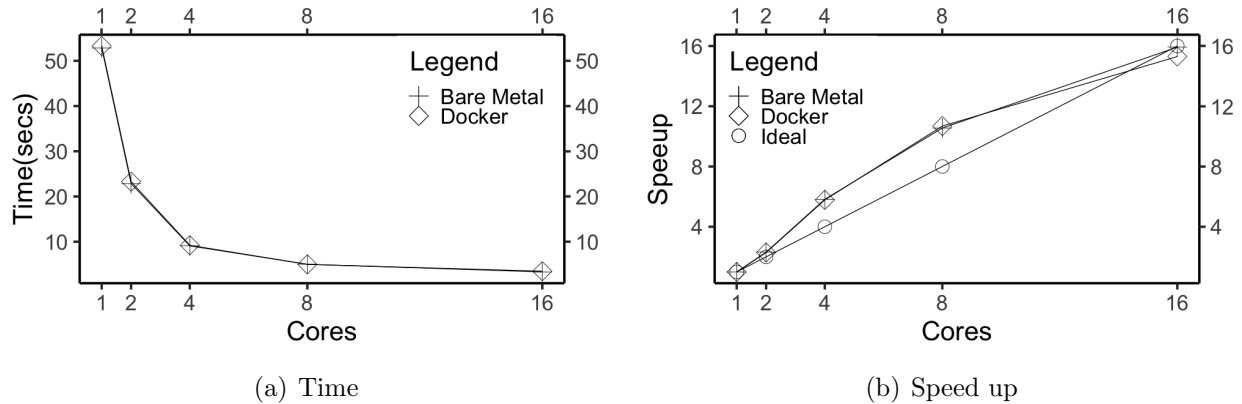 1 2 4 8 16
50 40 30 20 10
Time(secs)
Legend
Bare Metal
Docker
50 40 30 20 10
1 2 4 8 16
Cores
(a) Time
1 2 4 8 16
16 12 8 4
Speeup
Legend
Bare Metal
Docker
Ideal
16 12 8 4
1 2 4 8 16
Cores
(b) Speed up